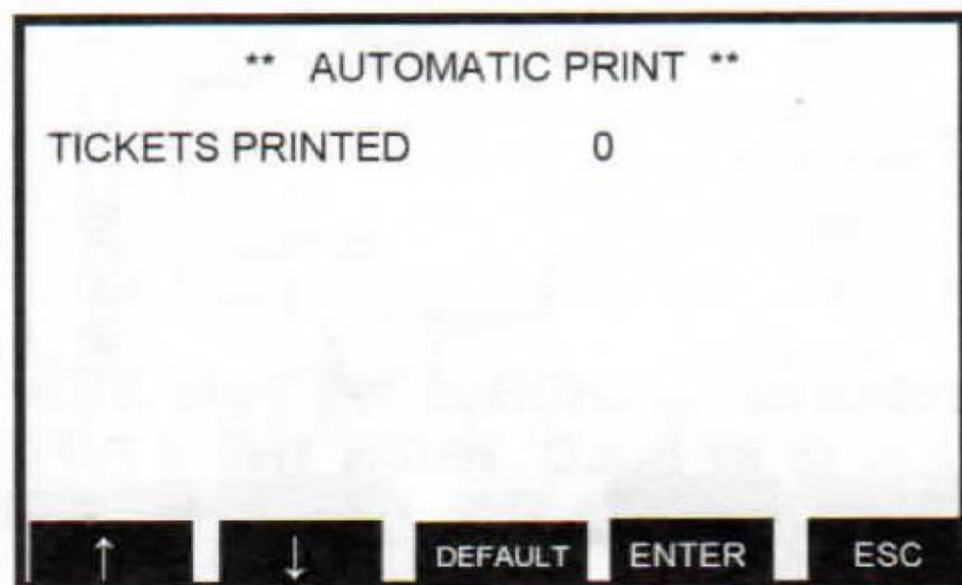 ** AUTOMATIC PRINT **
TICKETS PRINTED 0
↑ ↓ DEFAULT ENTER ESC